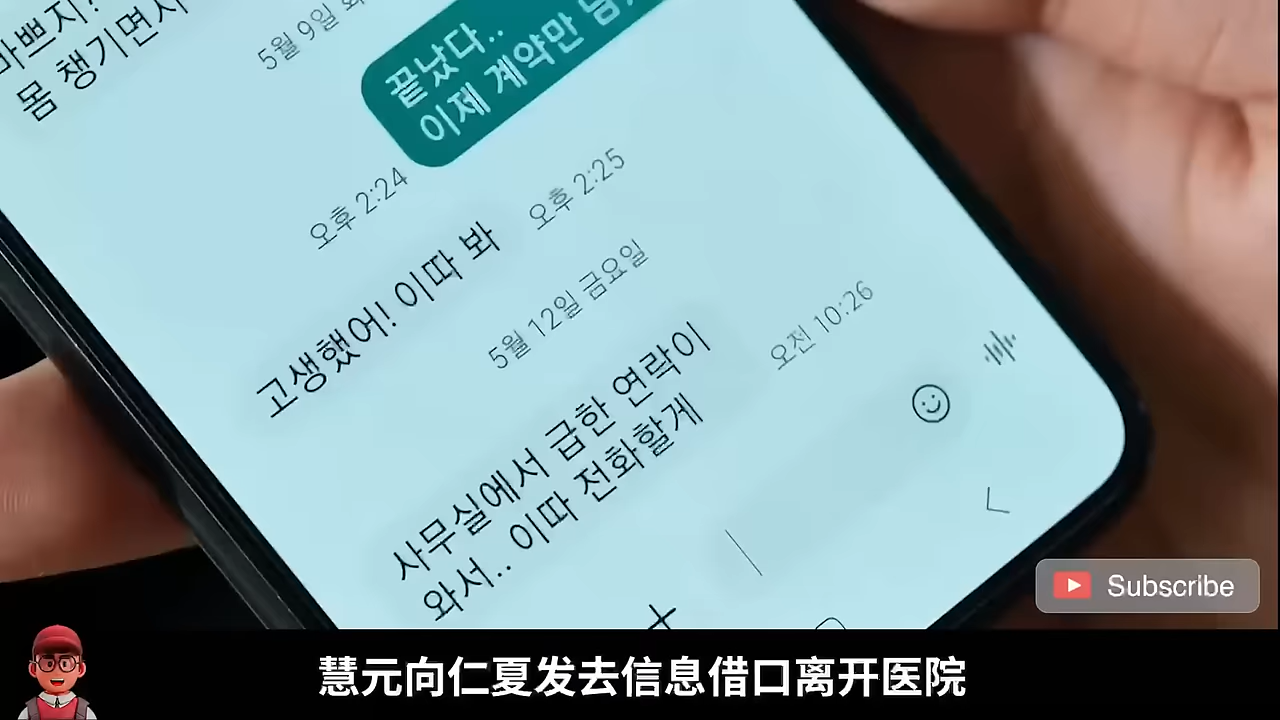 바쁘지?
몸 챙기면서
5월 9일
끝났다..
이제 계약만
오후 2:24
고생했어! 이따 봐
오후 2:25
5월 12일 금요일
사무실에서 급한 연락이
와서.. 이따 전화할게
오전 10:26
Subscribe
慧元向仁夏发去信息借口离开医院